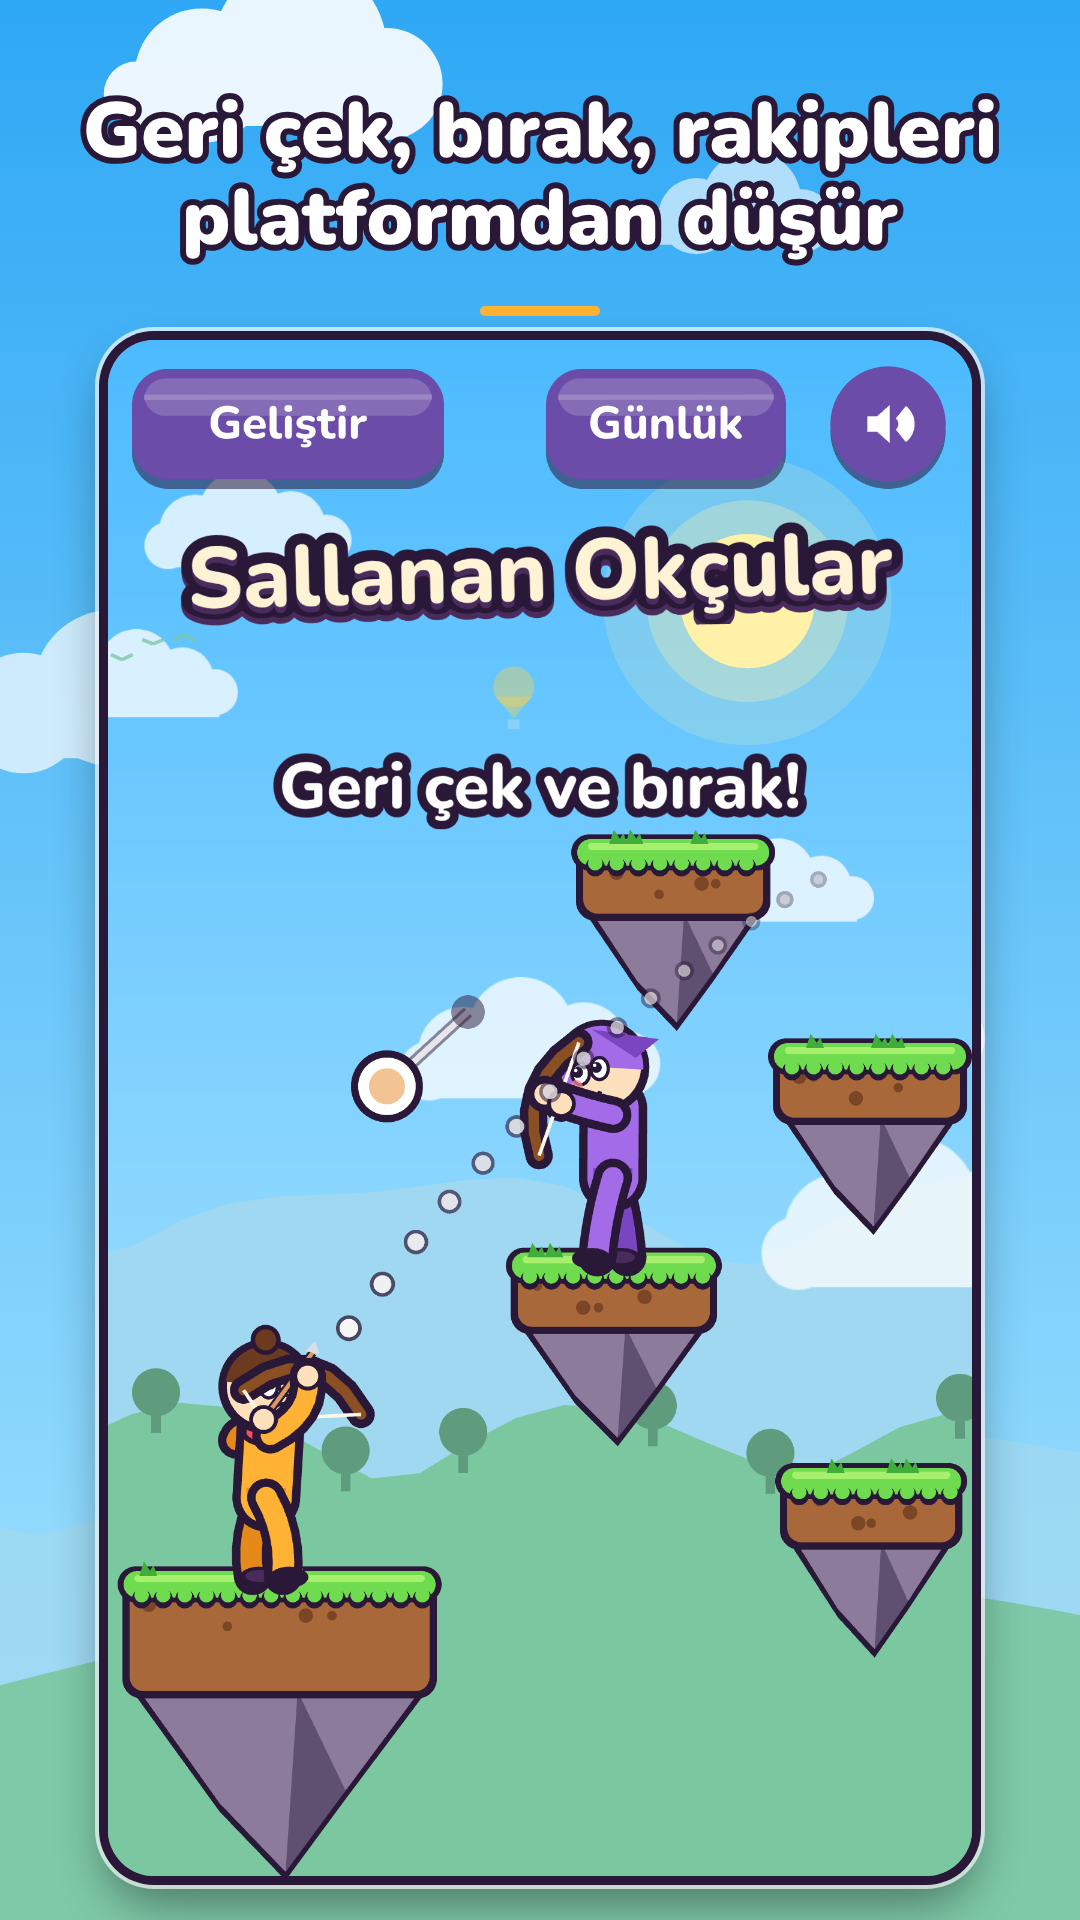 Geri çek, bırak, rakipleri
platformdan düşür
Geliştir
Günlük
Sallanan Okçular
Geri çek ve bırak!